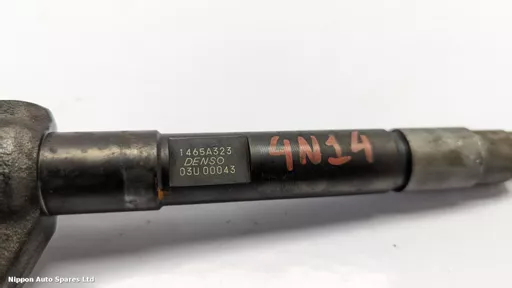 1465A323
DENSO
03U 00043
4N14
Nippon Auto Spares Ltd